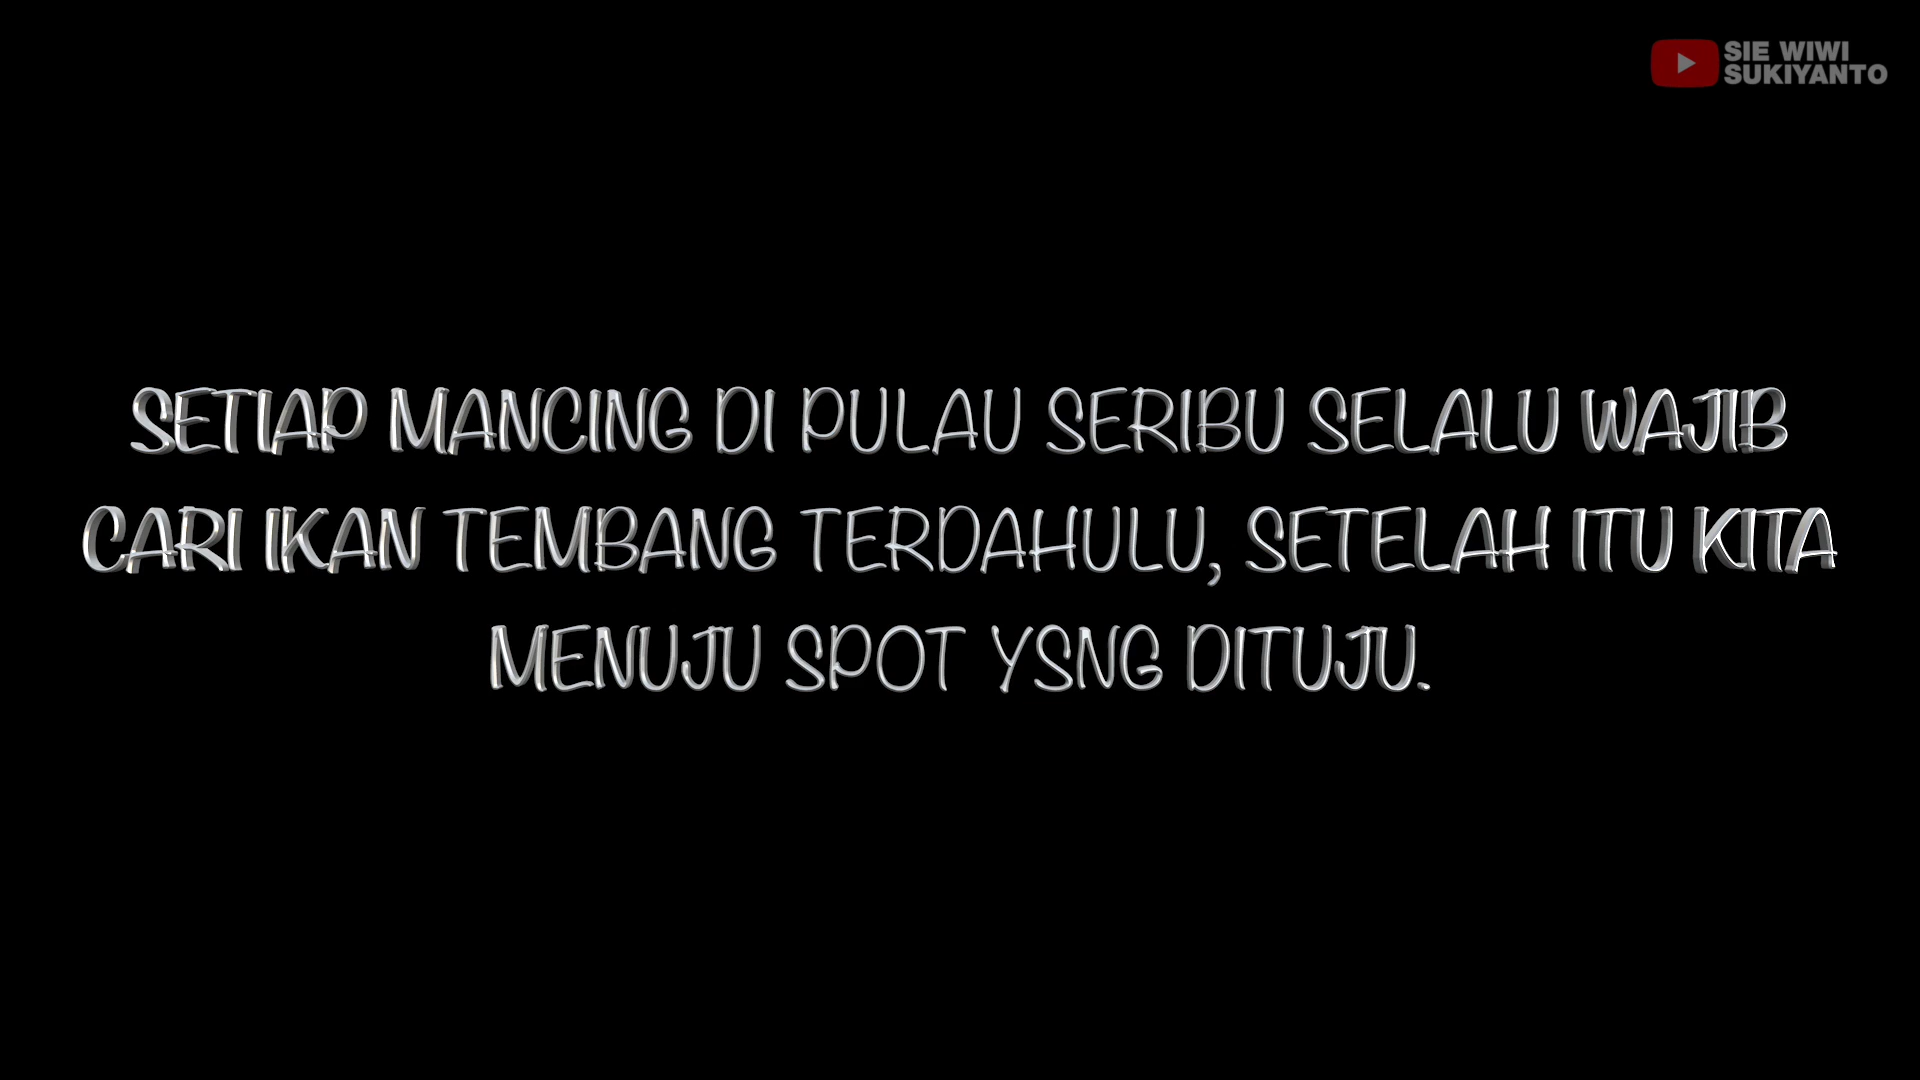 SIE WIWI
SUKIYANTO
SETIAP MANCING DI PULAU SERIBU SELALU WAJIB
CARI IKAN TEMBANG TERDAHULU, SETELAH ITU KITA
MENUJU SPOT YSNG DITUJU.